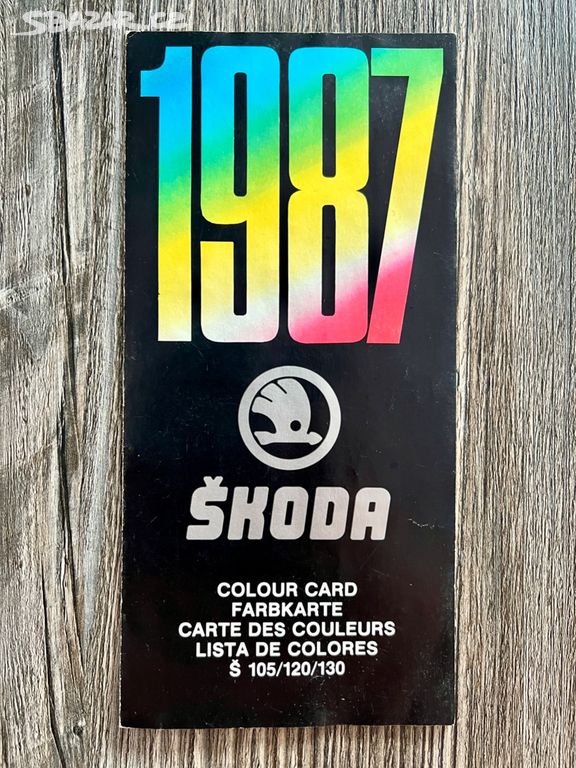 SBAZAR.CZ
1987
ŠKODA
COLOUR CARD
FARBKARTE
CARTE DES COULEURS
LISTA DE COLORES
Š 105/120/130